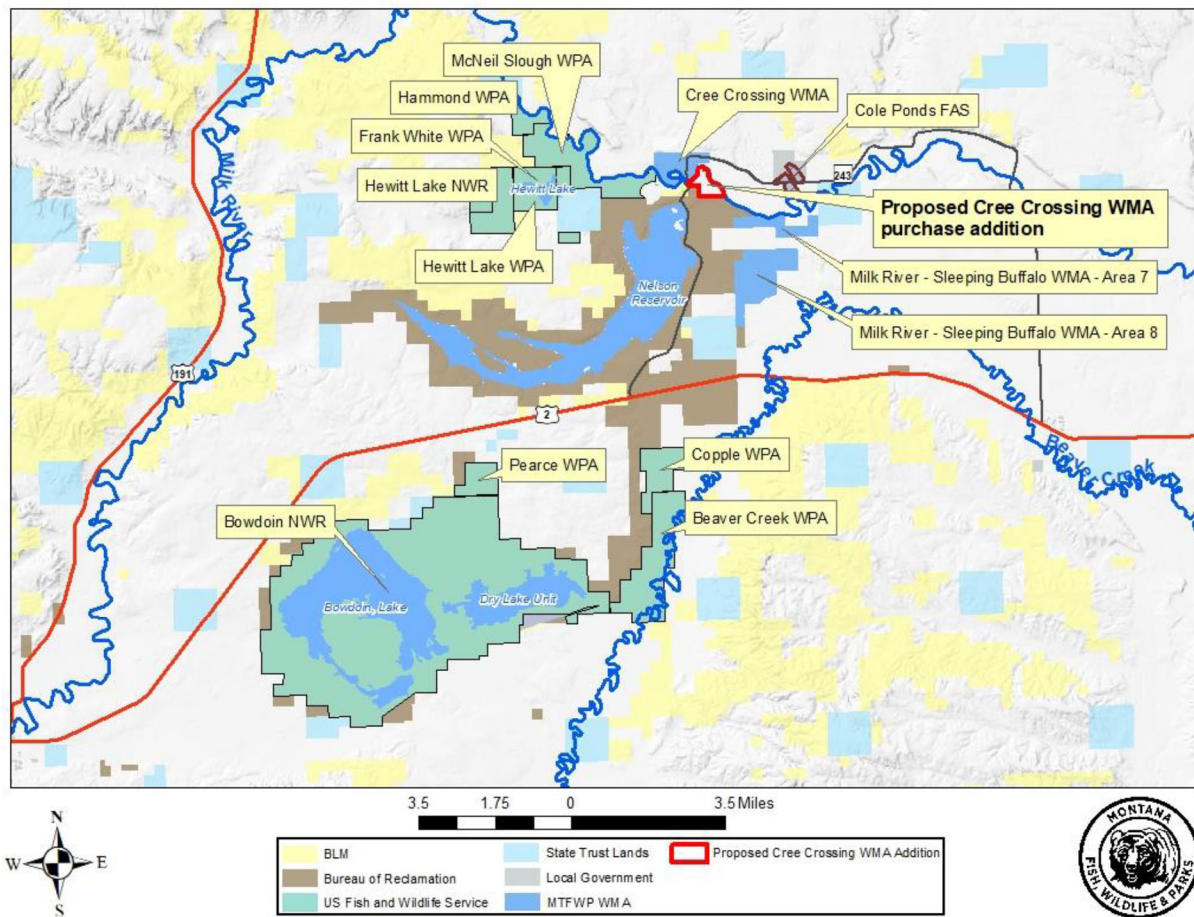 McNeil Slough WPA
Hammond WPA
Cree Crossing WMA
Cole Ponds FAS
Frank White WPA
Hewitt Lake NWR
Hewitt Lake
243
Milk River
Proposed Cree Crossing WMA
purchase addition
Hewitt Lake WPA
Milk River - Sleeping Buffalo WMA - Area 7
Nelson
Reservoir
Milk River - Sleeping Buffalo WMA - Area 8
191
2
Beaver Creek
Pearce WPA
Copple WPA
Bowdoin NWR
Beaver Creek WPA
Bowdoin, Lake
Dry Lake Unit
3.5 1.75 0 3.5 Miles
N
W E
S
BLM
State Trust Lands
Proposed Cree Crossing WMA Addition
Bureau of Reclamation
Local Government
US Fish and Wildlife Service
MTFWP WMA
MONTANA
FISH, WILDLIFE & PARKS